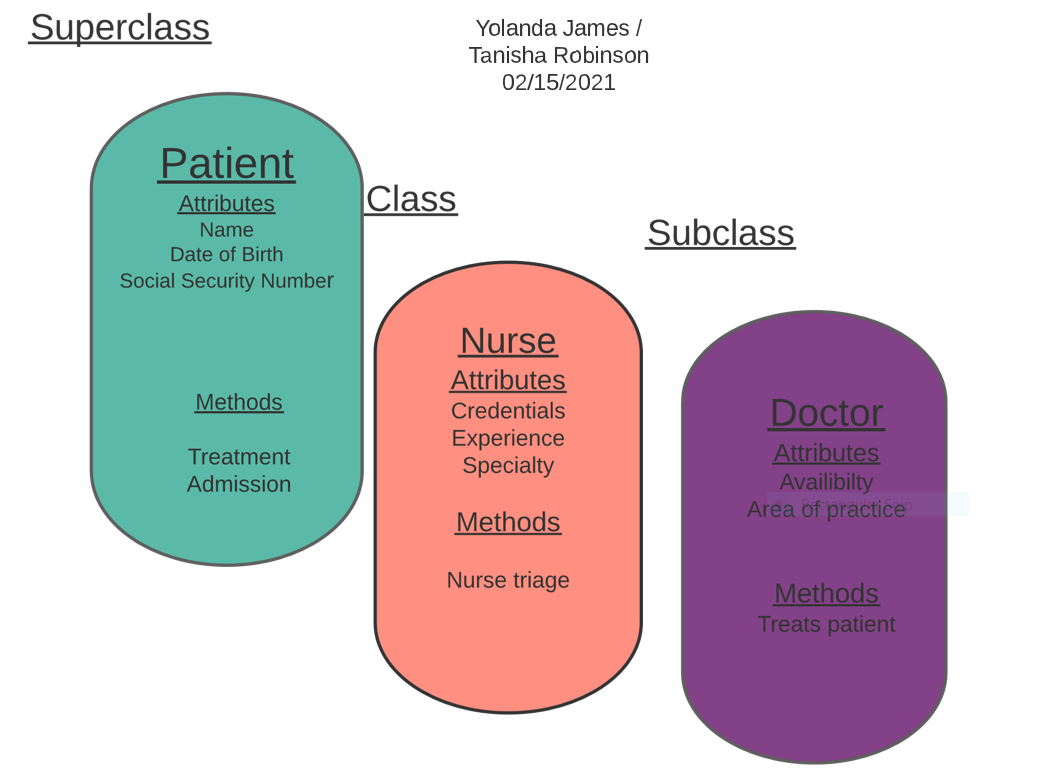 Superclass
Yolanda James /
Tanisha Robinson
02/15/2021
Patient
Attributes
Name
Date of Birth
Social Security Number
Methods
Treatment
Admission
Class
Nurse
Attributes
Credentials
Experience
Specialty
Methods
Nurse triage
Subclass
Doctor
Attributes
Availibilty
Area of practice
Rectangular Snip
Methods
Treats patient